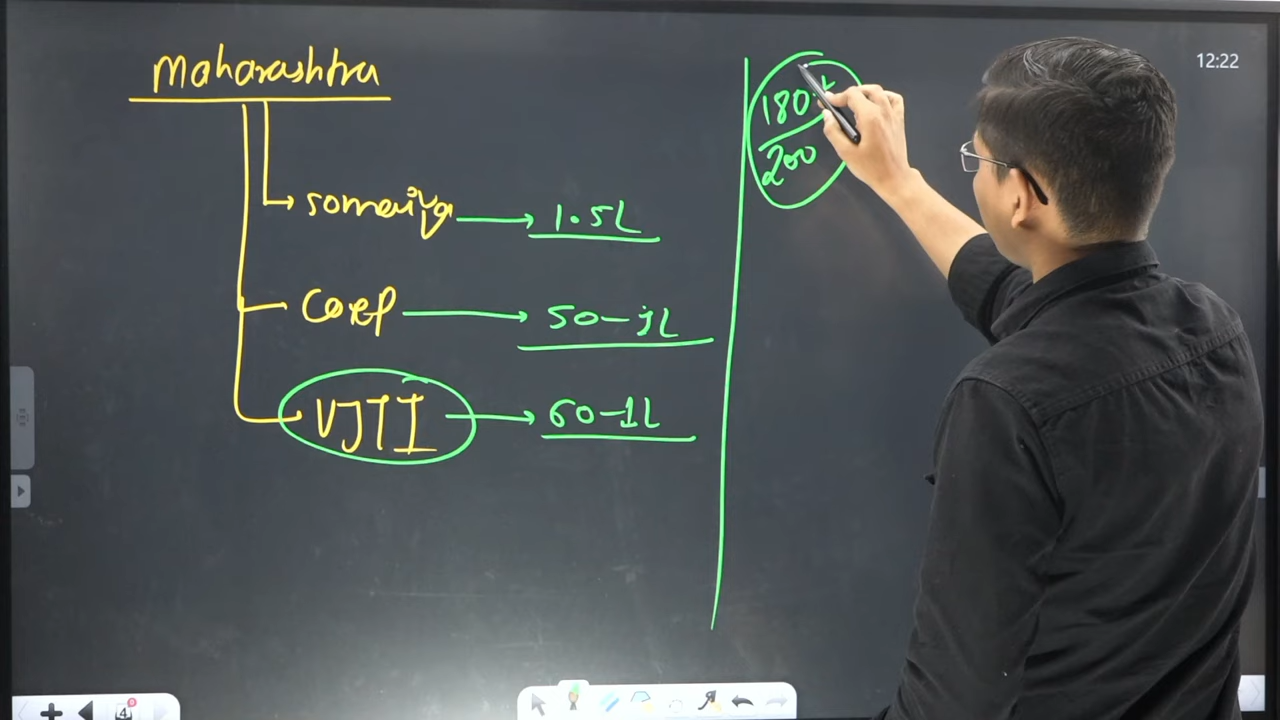 Maharashtra
12:22
180+
200
somaiya → 1.5L
COEP → 50-1L
VJTI → 60-1L
4